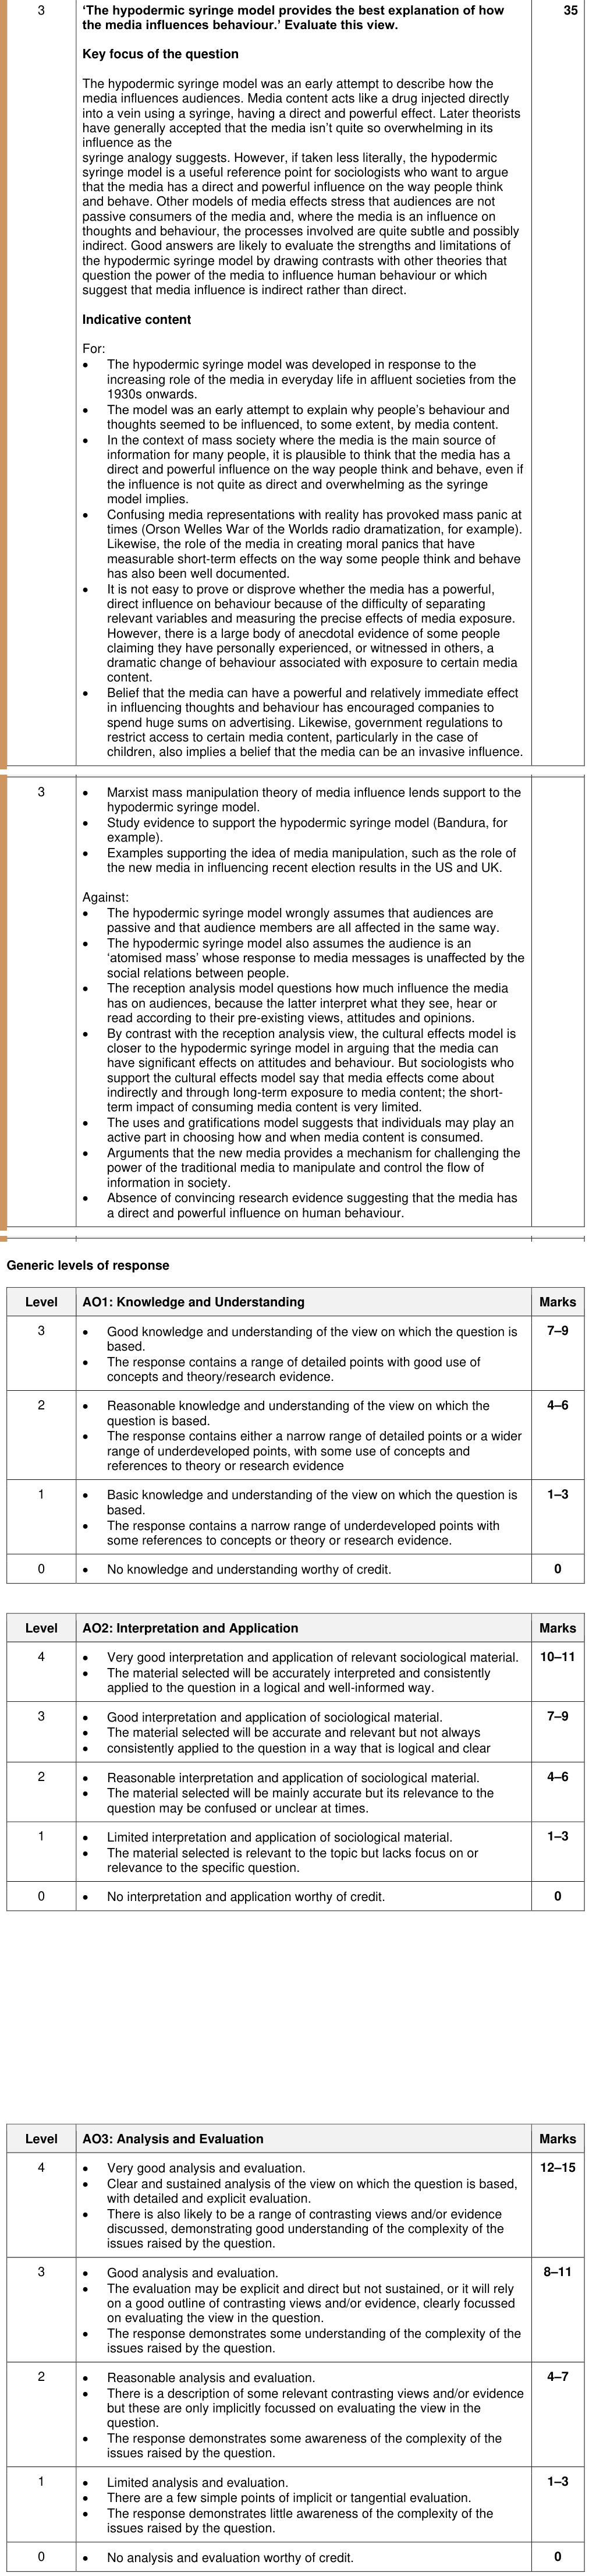 3
‘The hypodermic syringe model provides the best explanation of how
the media influences behaviour.’ Evaluate this view.
35
Key focus of the question
The hypodermic syringe model was an early attempt to describe how the
media influences audiences. Media content acts like a drug injected directly
into a vein using a syringe, having a direct and powerful effect. Later theorists
have generally accepted that the media isn’t quite so overwhelming in its
influence as the
syringe analogy suggests. However, if taken less literally, the hypodermic
syringe model is a useful reference point for sociologists who want to argue
that the media has a direct and powerful influence on the way people think
and behave. Other models of media effects stress that audiences are not
passive consumers of the media and, where the media is an influence on
thoughts and behaviour, the processes involved are quite subtle and possibly
indirect. Good answers are likely to evaluate the strengths and limitations of
the hypodermic syringe model by drawing contrasts with other theories that
question the power of the media to influence human behaviour or which
suggest that media influence is indirect rather than direct.
Indicative content
For:
• The hypodermic syringe model was developed in response to the
increasing role of the media in everyday life in affluent societies from the
1930s onwards.
• The model was an early attempt to explain why people’s behaviour and
thoughts seemed to be influenced, to some extent, by media content.
• In the context of mass society where the media is the main source of
information for many people, it is plausible to think that the media has a
direct and powerful influence on the way people think and behave, even if
the influence is not quite as direct and overwhelming as the syringe
model implies.
• Confusing media representations with reality has provoked mass panic at
times (Orson Welles War of the Worlds radio dramatization, for example).
Likewise, the role of the media in creating moral panics that have
measurable short-term effects on the way some people think and behave
has also been well documented.
• It is not easy to prove or disprove whether the media has a powerful,
direct influence on behaviour because of the difficulty of separating
relevant variables and measuring the precise effects of media exposure.
However, there is a large body of anecdotal evidence of some people
claiming they have personally experienced, or witnessed in others, a
dramatic change of behaviour associated with exposure to certain media
content.
• Belief that the media can have a powerful and relatively immediate effect
in influencing thoughts and behaviour has encouraged companies to
spend huge sums on advertising. Likewise, government regulations to
restrict access to certain media content, particularly in the case of
children, also implies a belief that the media can be an invasive influence.
3
• Marxist mass manipulation theory of media influence lends support to the
hypodermic syringe model.
• Study evidence to support the hypodermic syringe model (Bandura, for
example).
• Examples supporting the idea of media manipulation, such as the role of
the new media in influencing recent election results in the US and UK.
Against:
• The hypodermic syringe model wrongly assumes that audiences are
passive and that audience members are all affected in the same way.
• The hypodermic syringe model also assumes the audience is an
‘atomised mass’ whose response to media messages is unaffected by the
social relations between people.
• The reception analysis model questions how much influence the media
has on audiences, because the latter interpret what they see, hear or
read according to their pre-existing views, attitudes and opinions.
• By contrast with the reception analysis view, the cultural effects model is
closer to the hypodermic syringe model in arguing that the media can
have significant effects on attitudes and behaviour. But sociologists who
support the cultural effects model say that media effects come about
indirectly and through long-term exposure to media content; the short-
term impact of consuming media content is very limited.
• The uses and gratifications model suggests that individuals may play an
active part in choosing how and when media content is consumed.
• Arguments that the new media provides a mechanism for challenging the
power of the traditional media to manipulate and control the flow of
information in society.
• Absence of convincing research evidence suggesting that the media has
a direct and powerful influence on human behaviour.
Generic levels of response
Level AO1: Knowledge and Understanding Marks
3 • Good knowledge and understanding of the view on which the question is 7–9
based.
• The response contains a range of detailed points with good use of
concepts and theory/research evidence.
2 • Reasonable knowledge and understanding of the view on which the 4–6
question is based.
• The response contains either a narrow range of detailed points or a wider
range of underdeveloped points, with some use of concepts and
references to theory or research evidence
1 • Basic knowledge and understanding of the view on which the question is 1–3
based.
• The response contains a narrow range of underdeveloped points with
some references to concepts or theory or research evidence.
0 • No knowledge and understanding worthy of credit. 0
Level AO2: Interpretation and Application Marks
4 • Very good interpretation and application of relevant sociological material. 10–11
• The material selected will be accurately interpreted and consistently
applied to the question in a logical and well-informed way.
3 • Good interpretation and application of sociological material. 7–9
• The material selected will be accurate and relevant but not always
• consistently applied to the question in a way that is logical and clear
2 • Reasonable interpretation and application of sociological material. 4–6
• The material selected will be mainly accurate but its relevance to the
question may be confused or unclear at times.
1 • Limited interpretation and application of sociological material. 1–3
• The material selected is relevant to the topic but lacks focus on or
relevance to the specific question.
0 • No interpretation and application worthy of credit. 0
Level AO3: Analysis and Evaluation Marks
4 • Very good analysis and evaluation. 12–15
• Clear and sustained analysis of the view on which the question is based,
with detailed and explicit evaluation.
• There is also likely to be a range of contrasting views and/or evidence
discussed, demonstrating good understanding of the complexity of the
issues raised by the question.
3 • Good analysis and evaluation. 8–11
• The evaluation may be explicit and direct but not sustained, or it will rely
on a good outline of contrasting views and/or evidence, clearly focussed
on evaluating the view in the question.
• The response demonstrates some understanding of the complexity of the
issues raised by the question.
2 • Reasonable analysis and evaluation. 4–7
• There is a description of some relevant contrasting views and/or evidence
but these are only implicitly focussed on evaluating the view in the
question.
• The response demonstrates some awareness of the complexity of the
issues raised by the question.
1 • Limited analysis and evaluation. 1–3
• There are a few simple points of implicit or tangential evaluation.
• The response demonstrates little awareness of the complexity of the
issues raised by the question.
0 • No analysis and evaluation worthy of credit. 0